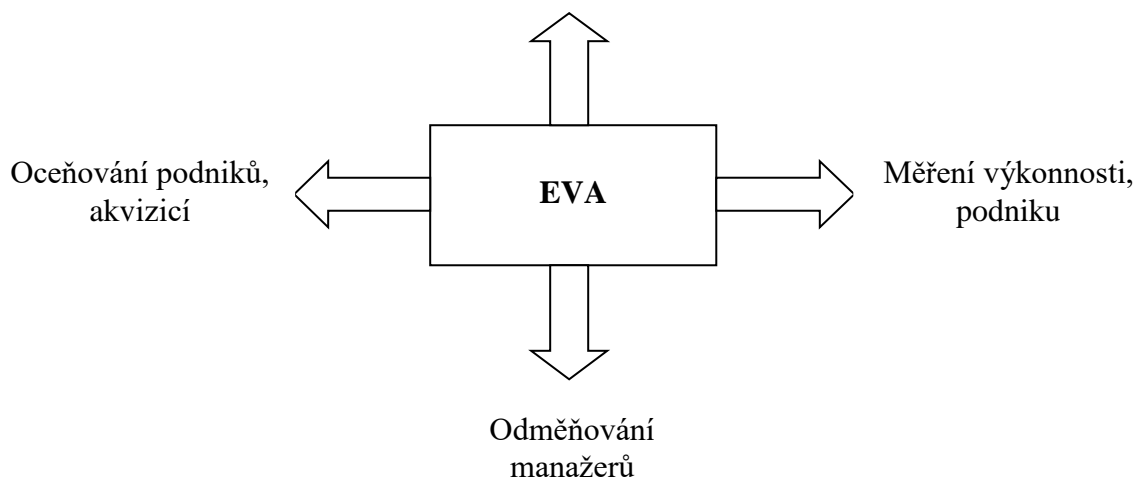 Oceňování podniků,
akvizicí
EVA
Měření výkonnosti,
podniku
Odměňování
manažerů